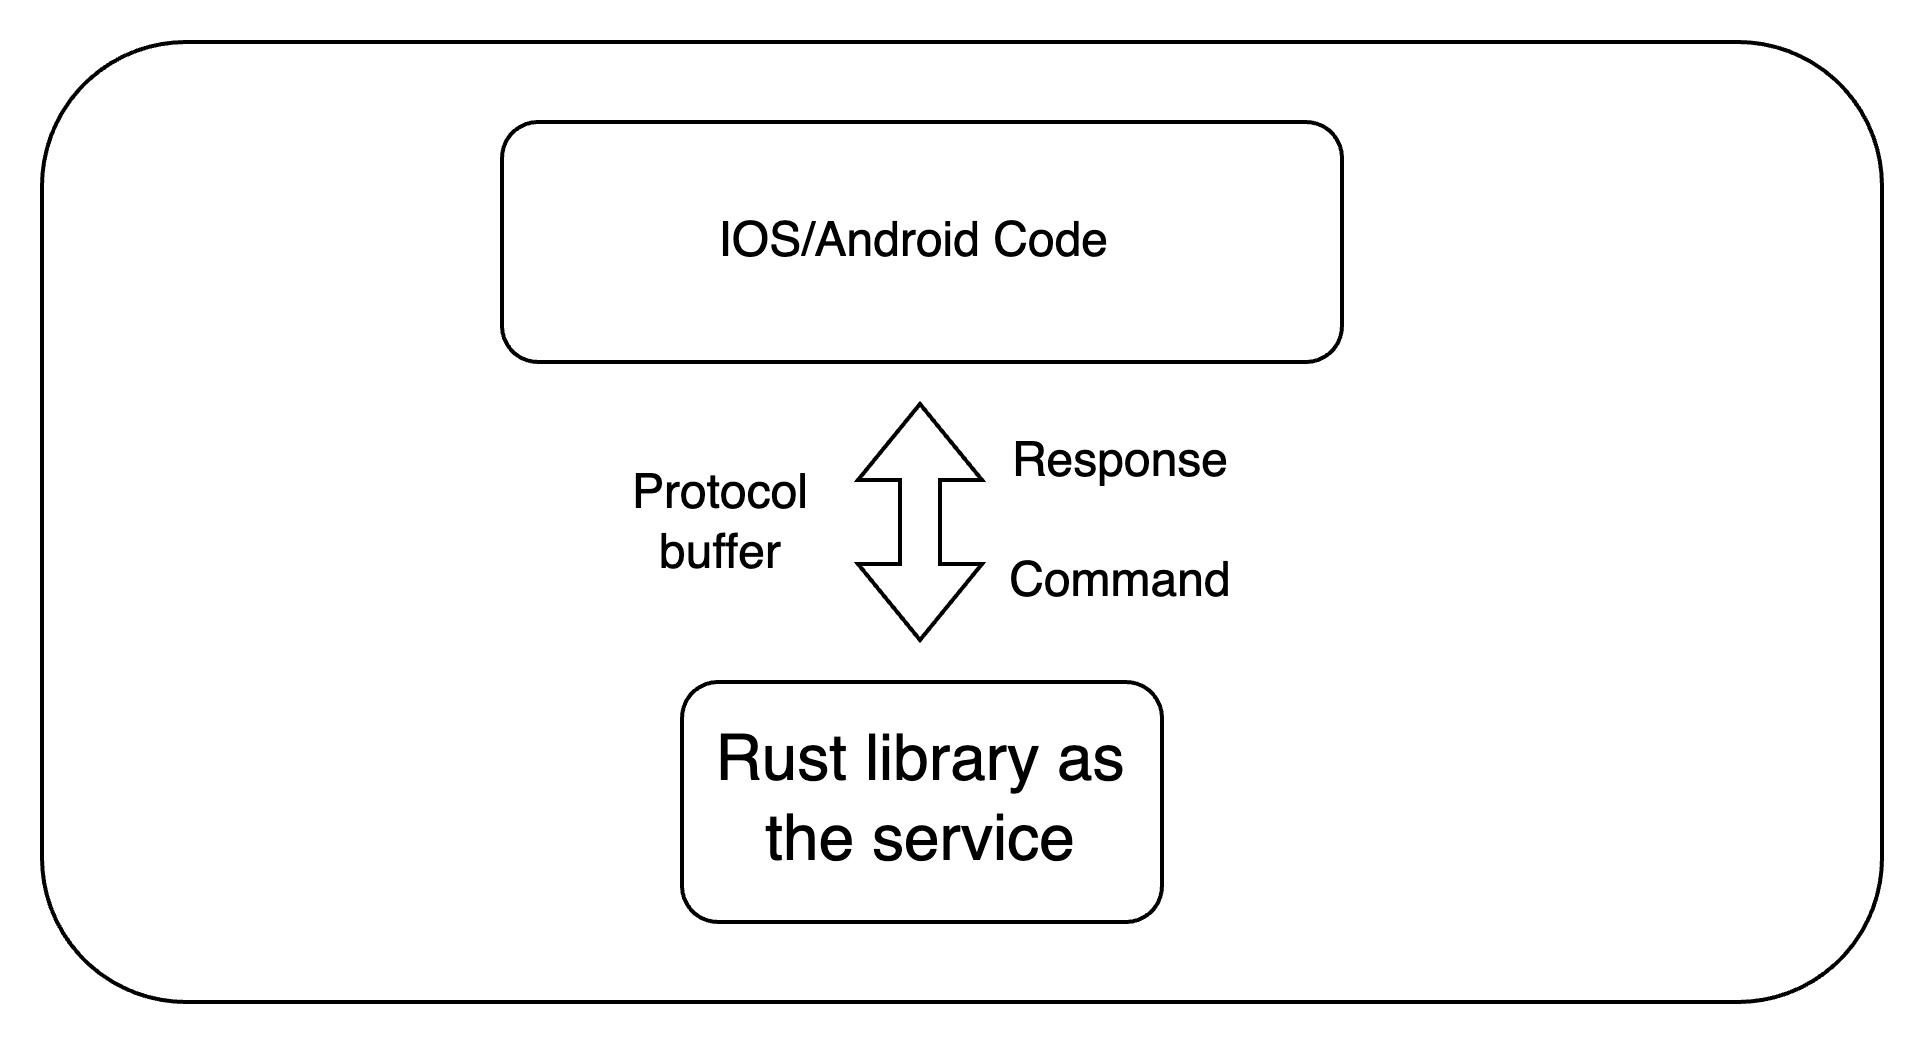 IOS/Android Code
Response
Protocol
buffer
Command
Rust library as
the service